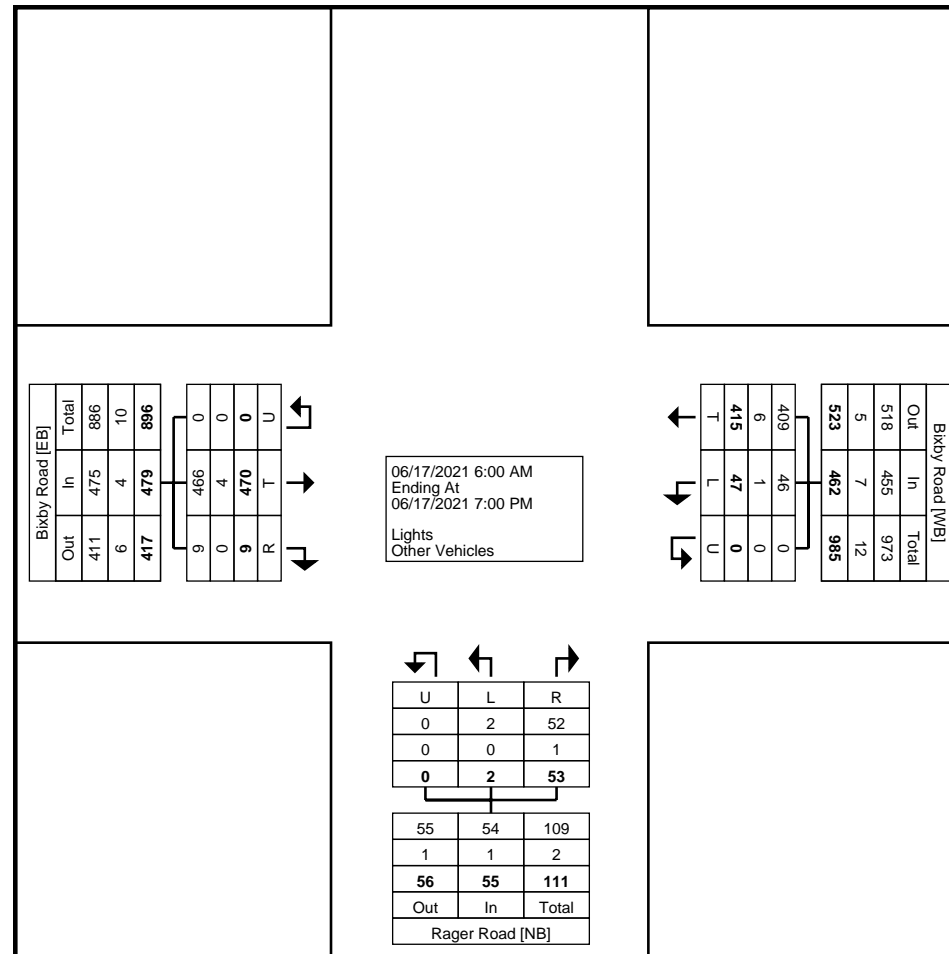 Bixby Road [EB]
Total In Out
886 475 411
10 4 6
896 479 417
0 466 9
0 4 0
0 470 9
U T R
06/17/2021 6:00 AM
Ending At
06/17/2021 7:00 PM
Lights
Other Vehicles
Bixby Road [WB]
Out In Total
518 455 973
5 7 12
523 462 985
409 46 0
6 1 0
415 47 0
T L U
U L R
0 2 52
0 0 1
0 2 53
55 54 109
1 1 2
56 55 111
Out In Total
Rager Road [NB]